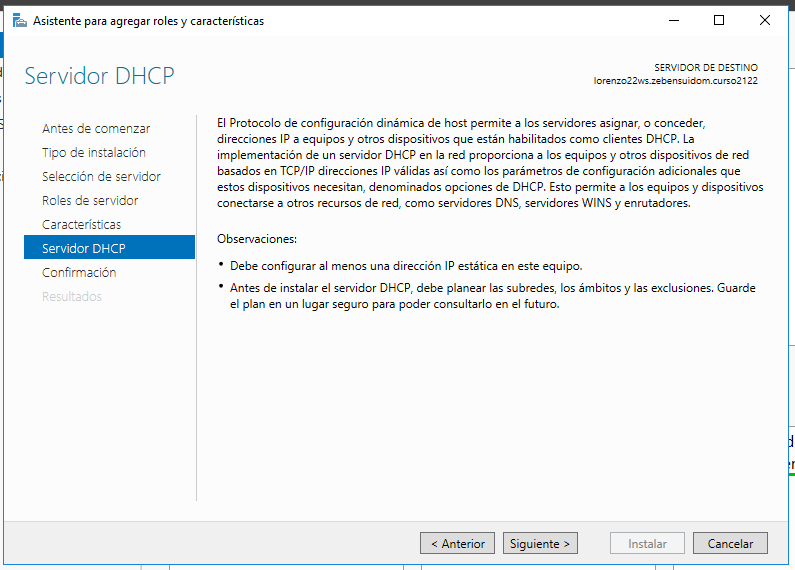 Asistente para agregar roles y características
Servidor DHCP
SERVIDOR DE DESTINO
lorenzo22ws.zebensuidom.curso2122
Antes de comenzar
Tipo de instalación
Selección de servidor
Roles de servidor
Características
Servidor DHCP
Confirmación
Resultados
El Protocolo de configuración dinámica de host permite a los servidores asignar, o conceder,
direcciones IP a equipos y otros dispositivos que están habilitados como clientes DHCP. La
implementación de un servidor DHCP en la red proporciona a los equipos y otros dispositivos de red
basados en TCP/IP direcciones IP válidas así como los parámetros de configuración adicionales que
estos dispositivos necesitan, denominados opciones de DHCP. Esto permite a los equipos y dispositivos
conectarse a otros recursos de red, como servidores DNS, servidores WINS y enrutadores.
Observaciones:
• Debe configurar al menos una dirección IP estática en este equipo.
• Antes de instalar el servidor DHCP, debe planear las subredes, los ámbitos y las exclusiones. Guarde
el plan en un lugar seguro para poder consultarlo en el futuro.
< Anterior
Siguiente >
Instalar
Cancelar